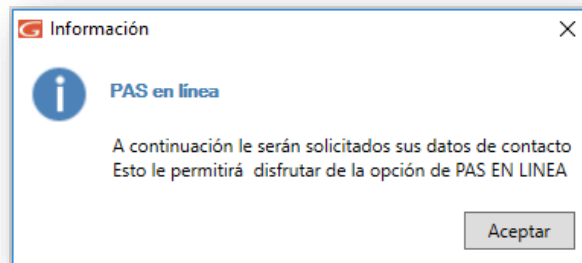 Información
PAS en línea
A continuación le serán solicitados sus datos de contacto
Esto le permitirá  disfrutar de la opción de PAS EN LINEA
Aceptar